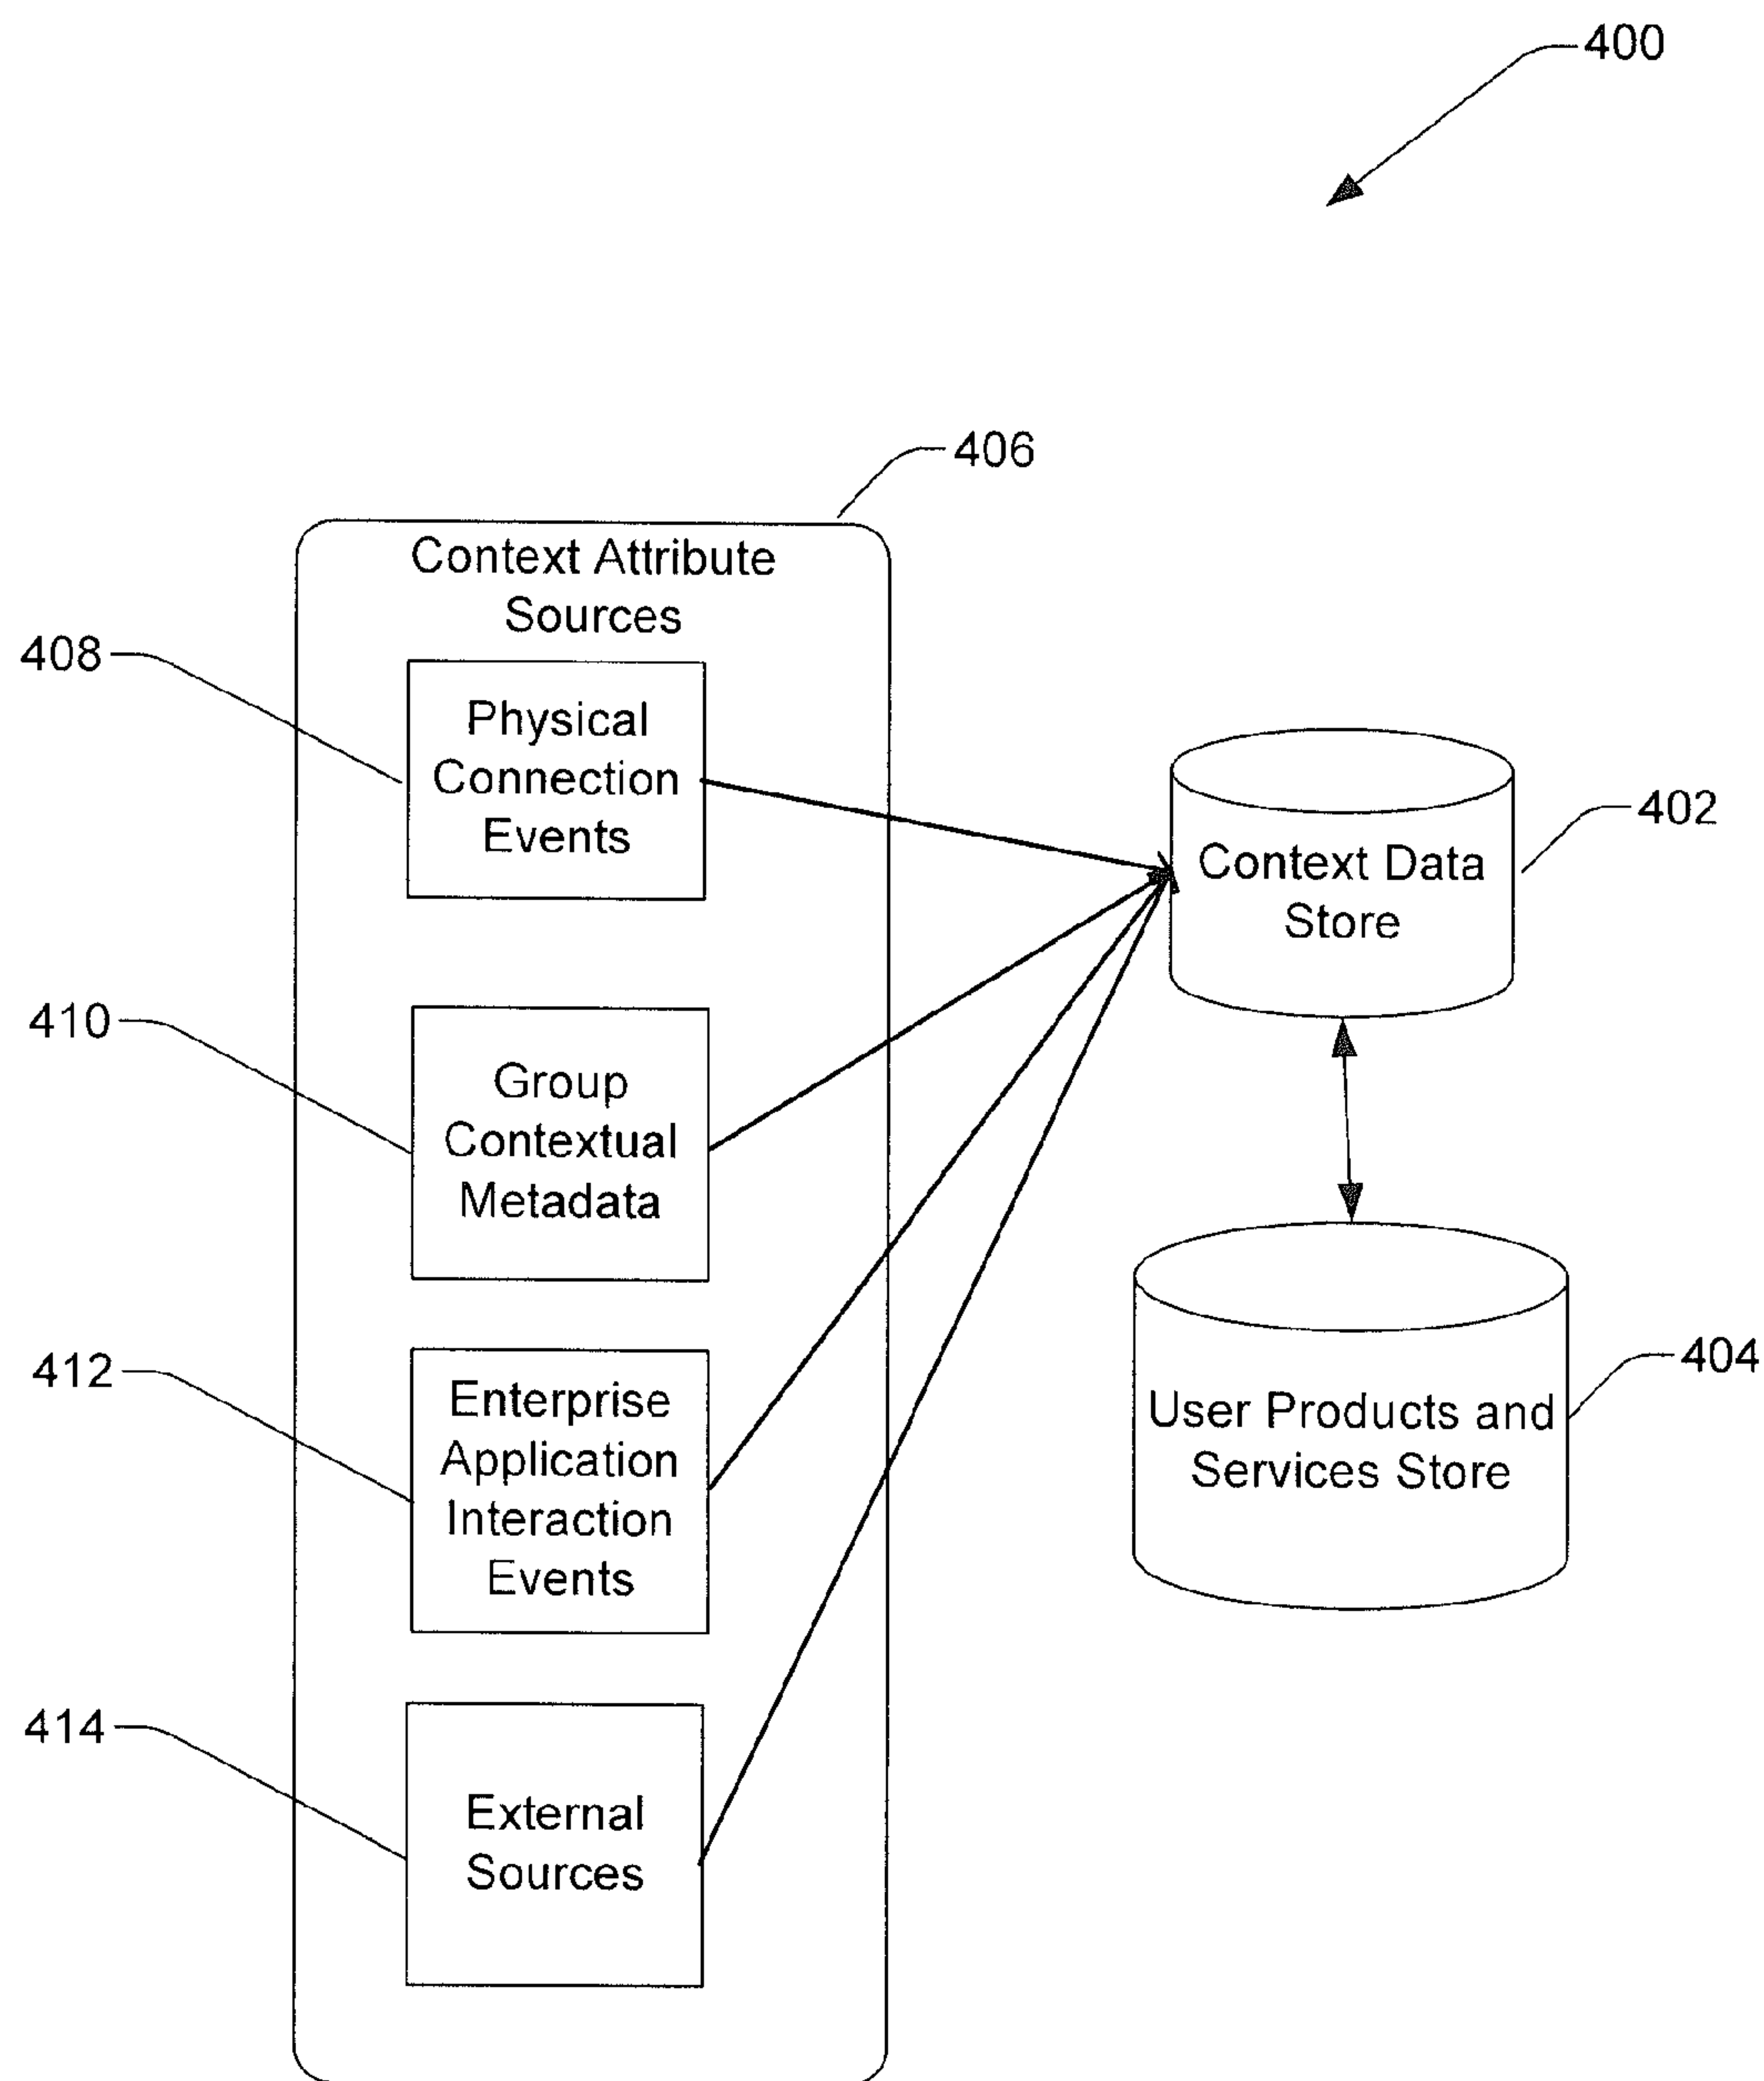 400
406
Context Attribute
Sources
408
Physical
Connection
Events
402
Context Data
Store
410
Group
Contextual
Metadata
404
User Products and
Services Store
412
Enterprise
Application
Interaction
Events
414
External
Sources